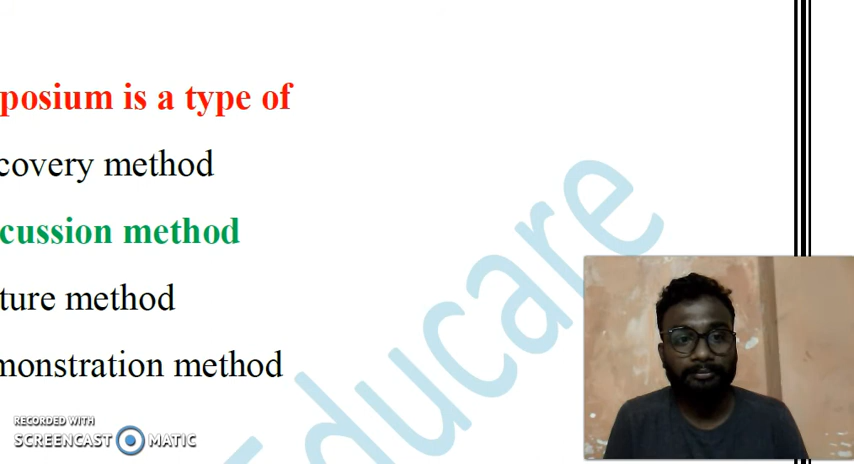 posium is a type of
covery method
cussion method
ture method
monstration method
Educare
RECORDED WITH
SCREENCAST MATIC